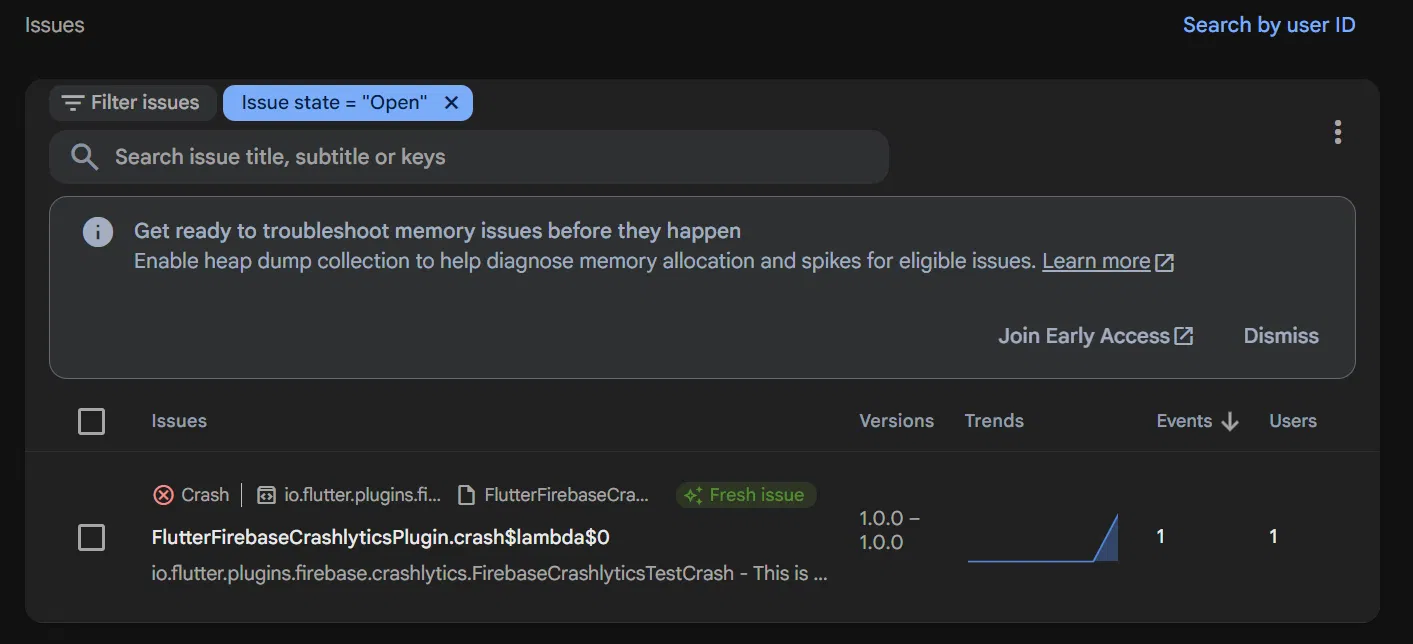 Issues
Search by user ID
Filter issues
Issue state = "Open"
Search issue title, subtitle or keys
Get ready to troubleshoot memory issues before they happen
Enable heap dump collection to help diagnose memory allocation and spikes for eligible issues. Learn more
Join Early Access
Dismiss
Issues Versions Trends Events Users
Crash io.flutter.plugins.fi... FlutterFirebaseCra... Fresh issue
FlutterFirebaseCrashlyticsPlugin.crash$lambda$0
io.flutter.plugins.firebase.crashlytics.FirebaseCrashlyticsTestCrash - This is ...
1.0.0 –
1.0.0
1
1